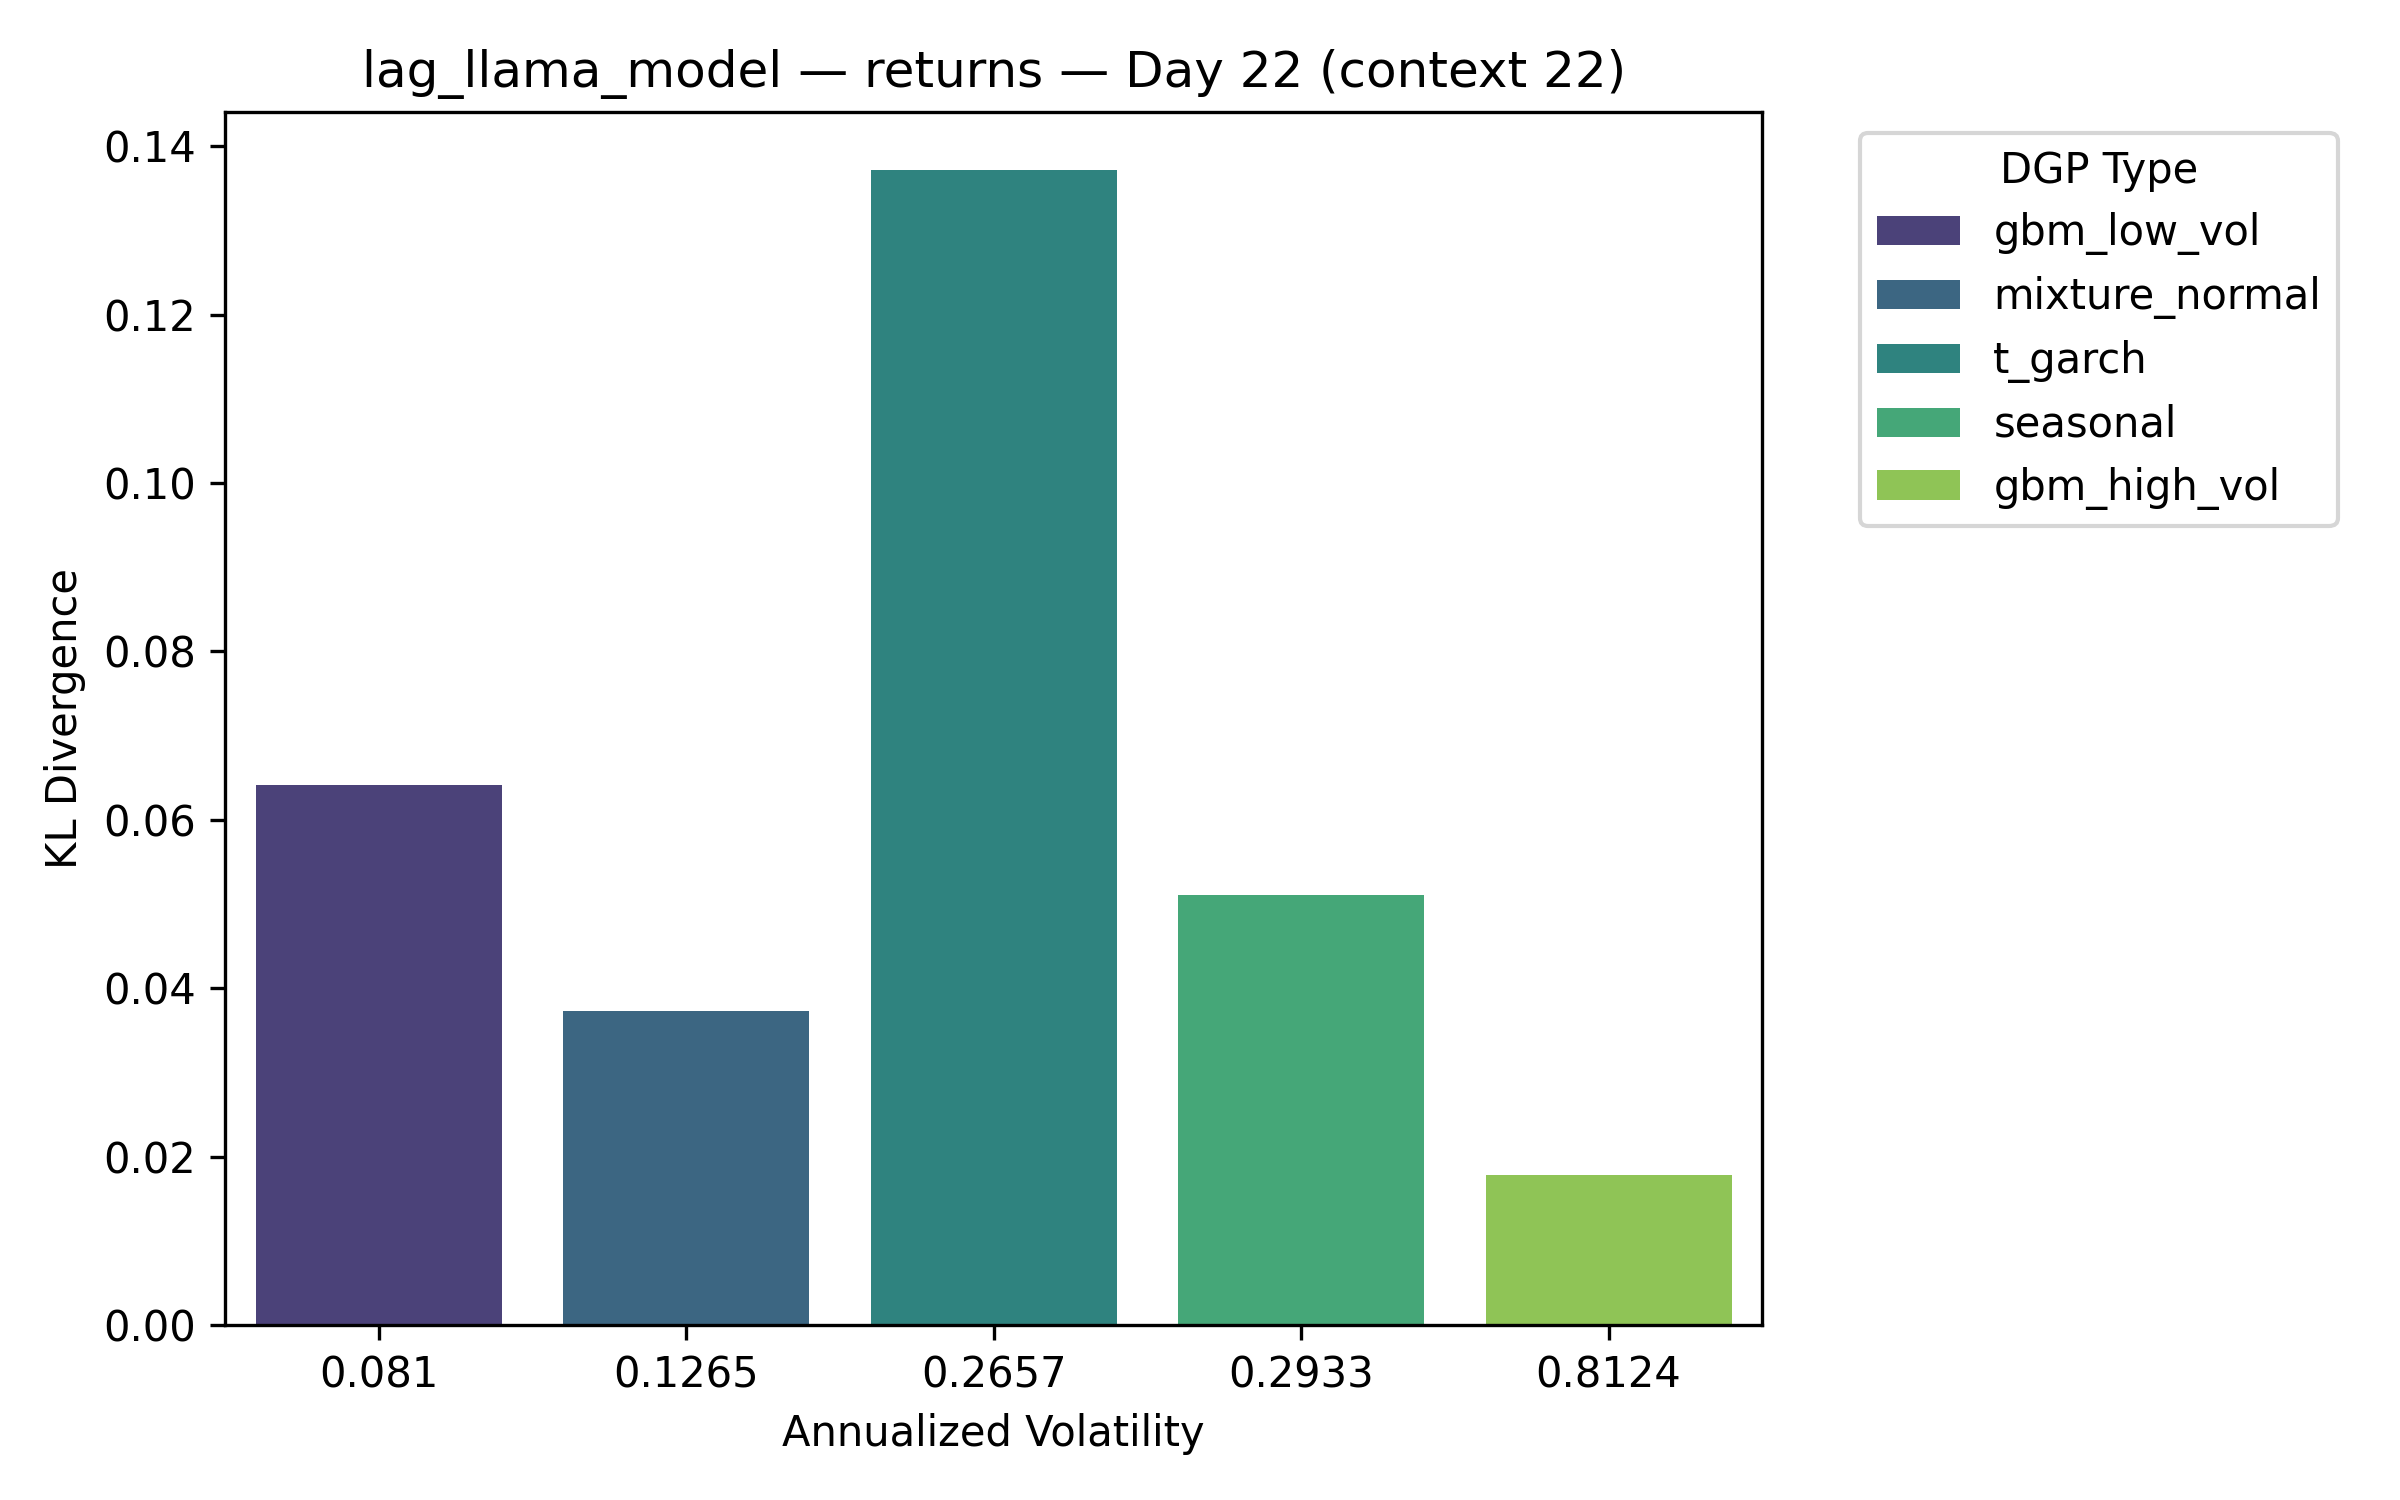 lag_llama_model — returns — Day 22 (context 22)
KL Divergence
0.14
0.12
0.10
0.08
0.06
0.04
0.02
0.00
0.081 0.1265 0.2657 0.2933 0.8124
Annualized Volatility
DGP Type
gbm_low_vol
mixture_normal
t_garch
seasonal
gbm_high_vol